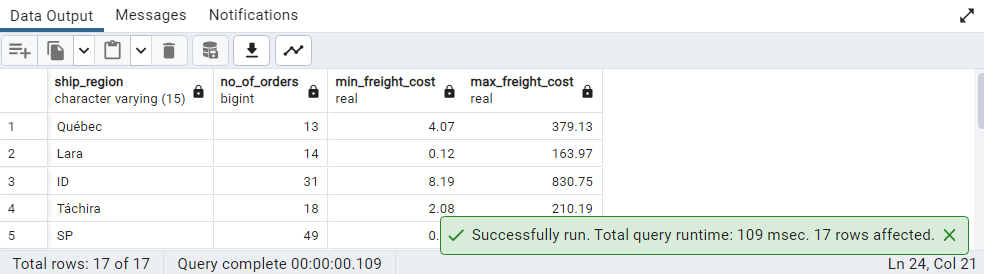 Data Output Messages Notifications
ship_region no_of_orders min_freight_cost max_freight_cost
character varying (15) bigint real real
1 Québec 13 4.07 379.13
2 Lara 14 0.12 163.97
3 ID 31 8.19 830.75
4 Táchira 18 2.08 210.19
5 SP 49 0.
Successfully run. Total query runtime: 109 msec. 17 rows affected.
Total rows: 17 of 17 Query complete 00:00:00.109 Ln 24, Col 21